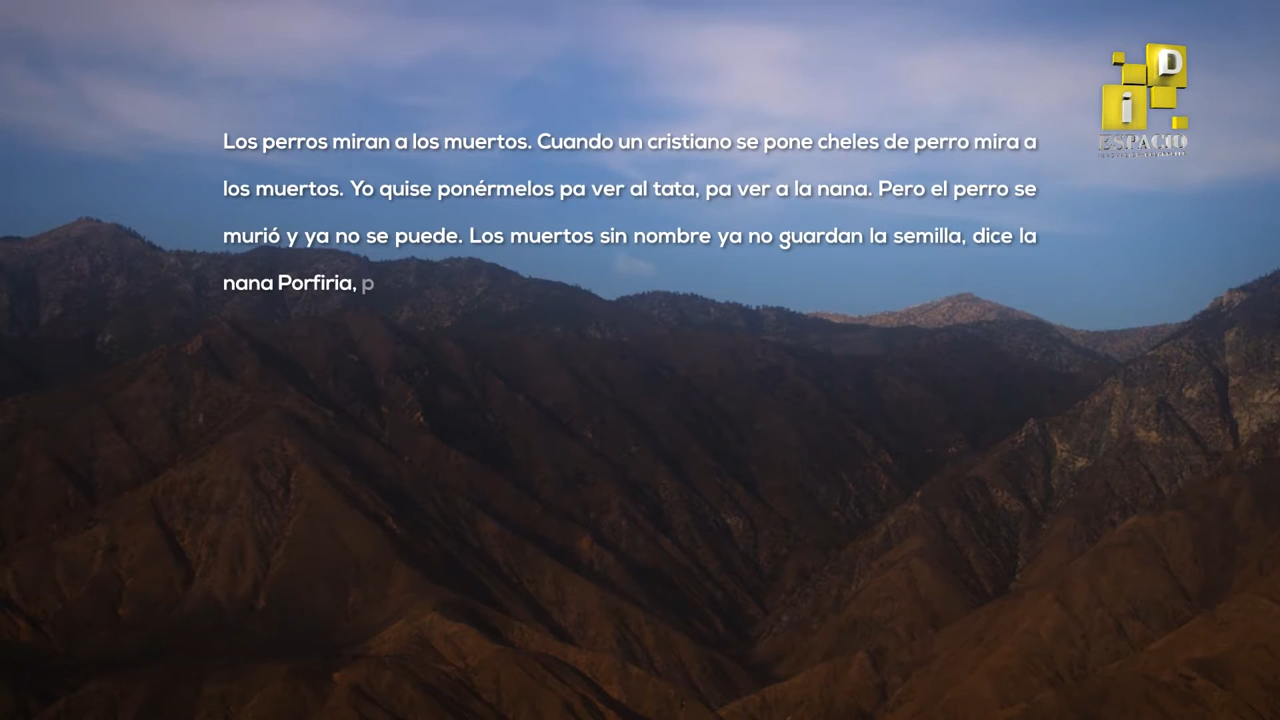 D
i
Los perros miran a los muertos. Cuando un cristiano se pone cheles de perro mira a
los muertos. Yo quise ponérmelos pa ver al tata, pa ver a la nana. Pero el perro se
murió y ya no se puede. Los muertos sin nombre ya no guardan la semilla, dice la
nana Porfiria, p
ESPACIO